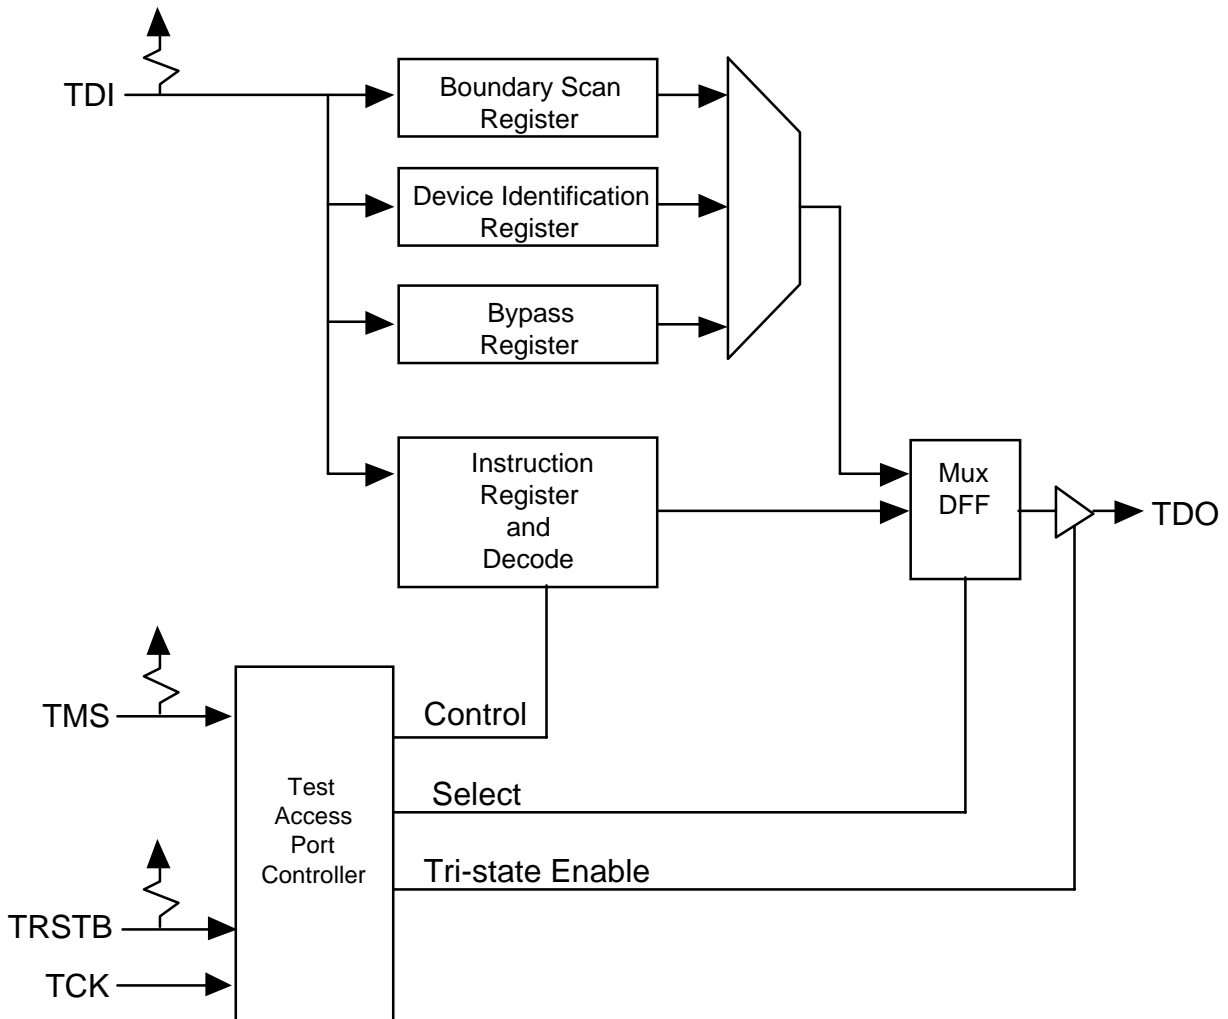 TDI
Boundary Scan
Register
Device Identification
Register
Bypass
Register
Instruction
Register
and
Decode
Mux
DFF
TDO
TMS
Control
Test
Access
Port
Controller
Select
Tri-state Enable
TRSTB
TCK